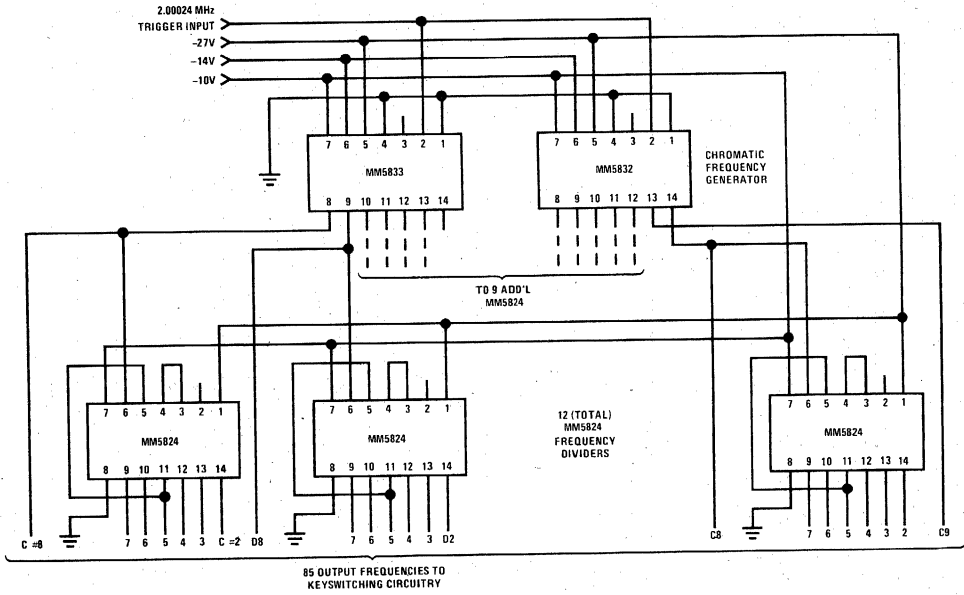 2.00024 MHz
TRIGGER INPUT
-27V
-14V
-10V
7 6 5 4 3 2 1
MM5833
8 9 10 11 12 13 14
7 6 5 4 3 2 1
MM5832
8 9 10 11 12 13 14
CHROMATIC
FREQUENCY
GENERATOR
TO 9 ADD'L
MM5824
7 6 5 4 3 2 1
MM5824
8 9 10 11 12 13 14
7 6 5 4 3 2 1
MM5824
8 9 10 11 12 13 14
12 (TOTAL)
MM5824
FREQUENCY
DIVIDERS
7 6 5 4 3 2 1
MM5824
8 9 10 11 12 13 14
C #8 7 6 5 4 3 C =2 D8 7 6 5 4 3 D2 C8 7 6 5 4 3 2 C9
85 OUTPUT FREQUENCIES TO
KEYSWITCHING CIRCUITRY